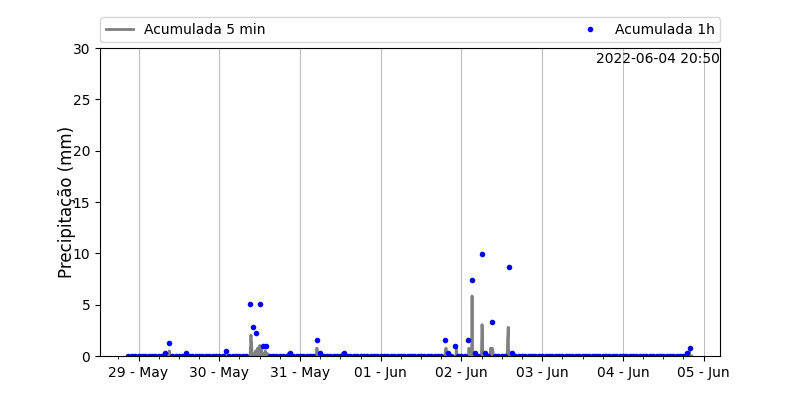 Acumulada 5 min
Acumulada 1h
2022-06-04 20:50
Precipitação (mm)
30
25
20
15
10
5
0
29 - May
30 - May
31 - May
01 - Jun
02 - Jun
03 - Jun
04 - Jun
05 - Jun